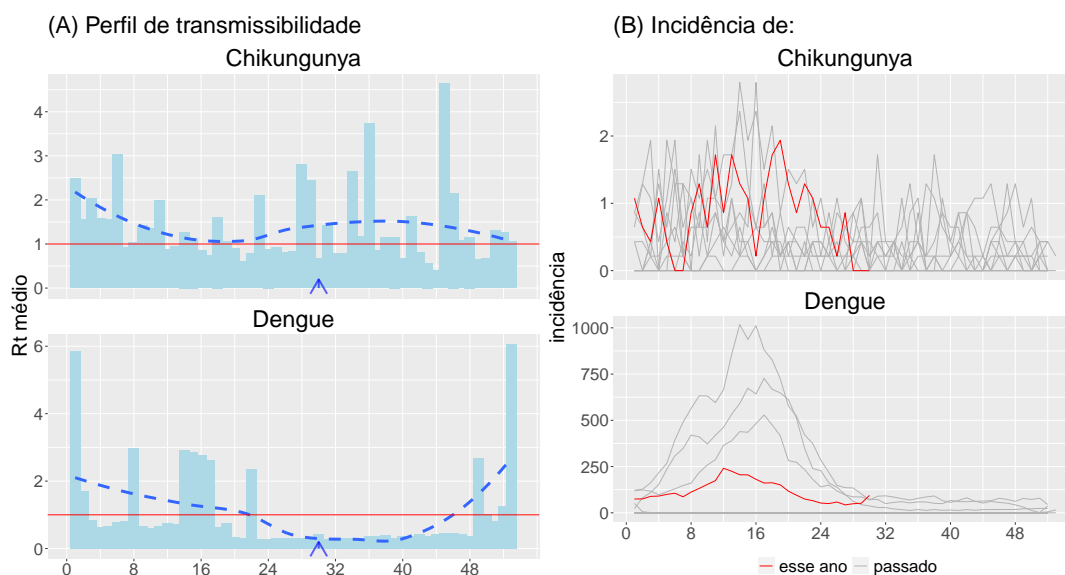 (A) Perfil de transmissibilidade
Chikungunya
4
3
2
1
0
Dengue
6
4
2
0
0 8 16 24 32 40 48
Rt médio
(B) Incidência de:
Chikungunya
2
1
0
Dengue
1000
750
500
250
0
0 8 16 24 32 40 48
incidência
esse ano passado